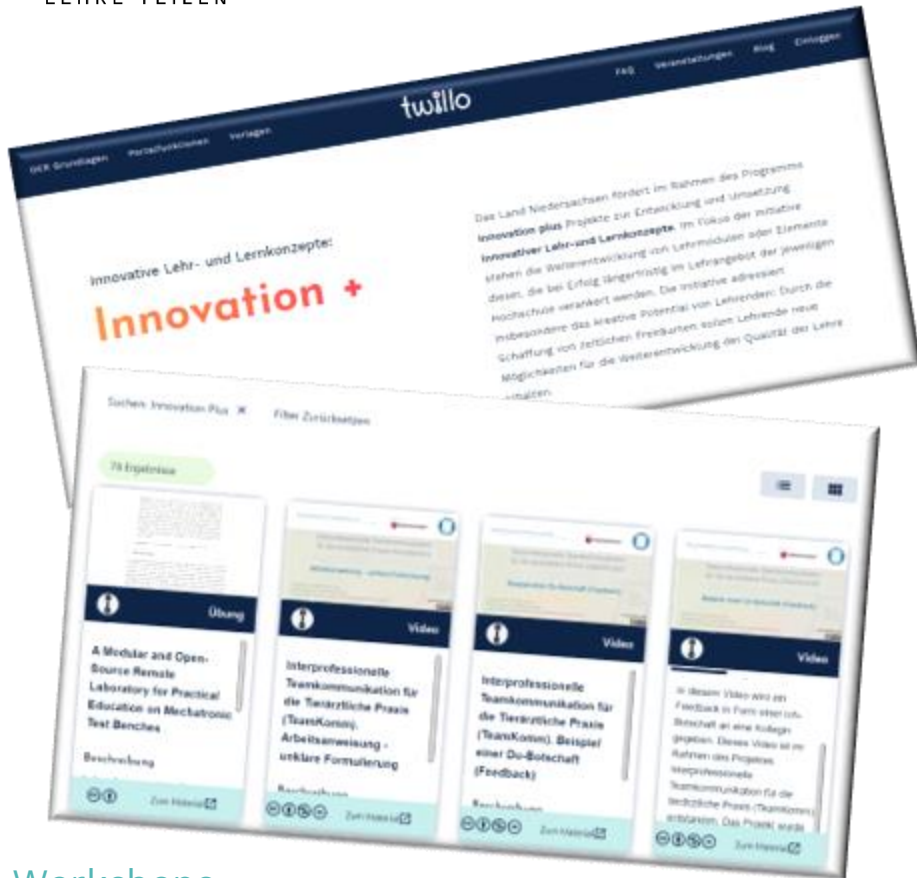 LEHRE TEILEN
OER Grundlagen Portalfunktionen Vorlagen twillo FAQ Veranstaltungen Blog Einloggen
Innovative Lehr- und Lernkonzepte:
Innovation +
Das Land Niedersachsen fördert im Rahmen des Programms
Innovation plus Projekte zur Entwicklung und Umsetzung
innovativer Lehr-und Lernkonzepte. Im Fokus der Initiative
stehen die Weiterentwicklung von Lehrmodulen oder Elemente
dieser, die bei Erfolg längerfristig im Lehrangebot der jeweiligen
Hochschule verankert werden. Die Initiative adressiert
insbesondere das kreative Potential von Lehrenden: Durch die
Schaffung von zeitlichen Freiräumen sollen Lehrende neue
Möglichkeiten für die Weiterentwicklung der Qualität der Lehre
erhalten.
Suchen: Innovation Plus ✕ Filter Zurücksetzen
78 Ergebnisse
Übung
A Modular and Open-
Source Remote
Laboratory for Practical
Education on Mechatronic
Test Benches
Beschreibung
Zum Material
Video
Interprofessionelle
Teamkommunikation für
die Tierärztliche Praxis
(TeamKomm).
Arbeitsanweisung -
unklare Formulierung
Beschreibung
Zum Material
Video
Interprofessionelle
Teamkommunikation für
die Tierärztliche Praxis
(TeamKomm). Beispiel
einer Du-Botschaft
(Feedback)
Beschreibung
Zum Material
Video
In diesem Video wird ein
Feedback in Form einer Ich-
Botschaft an eine Kollegin
gegeben. Dieses Video ist im
Rahmen des Projektes
Interprofessionelle
Teamkommunikation für die
tierärztliche Praxis (TeamKomm)
entstanden. Das Projekt wurde
Zum Material
Workshops